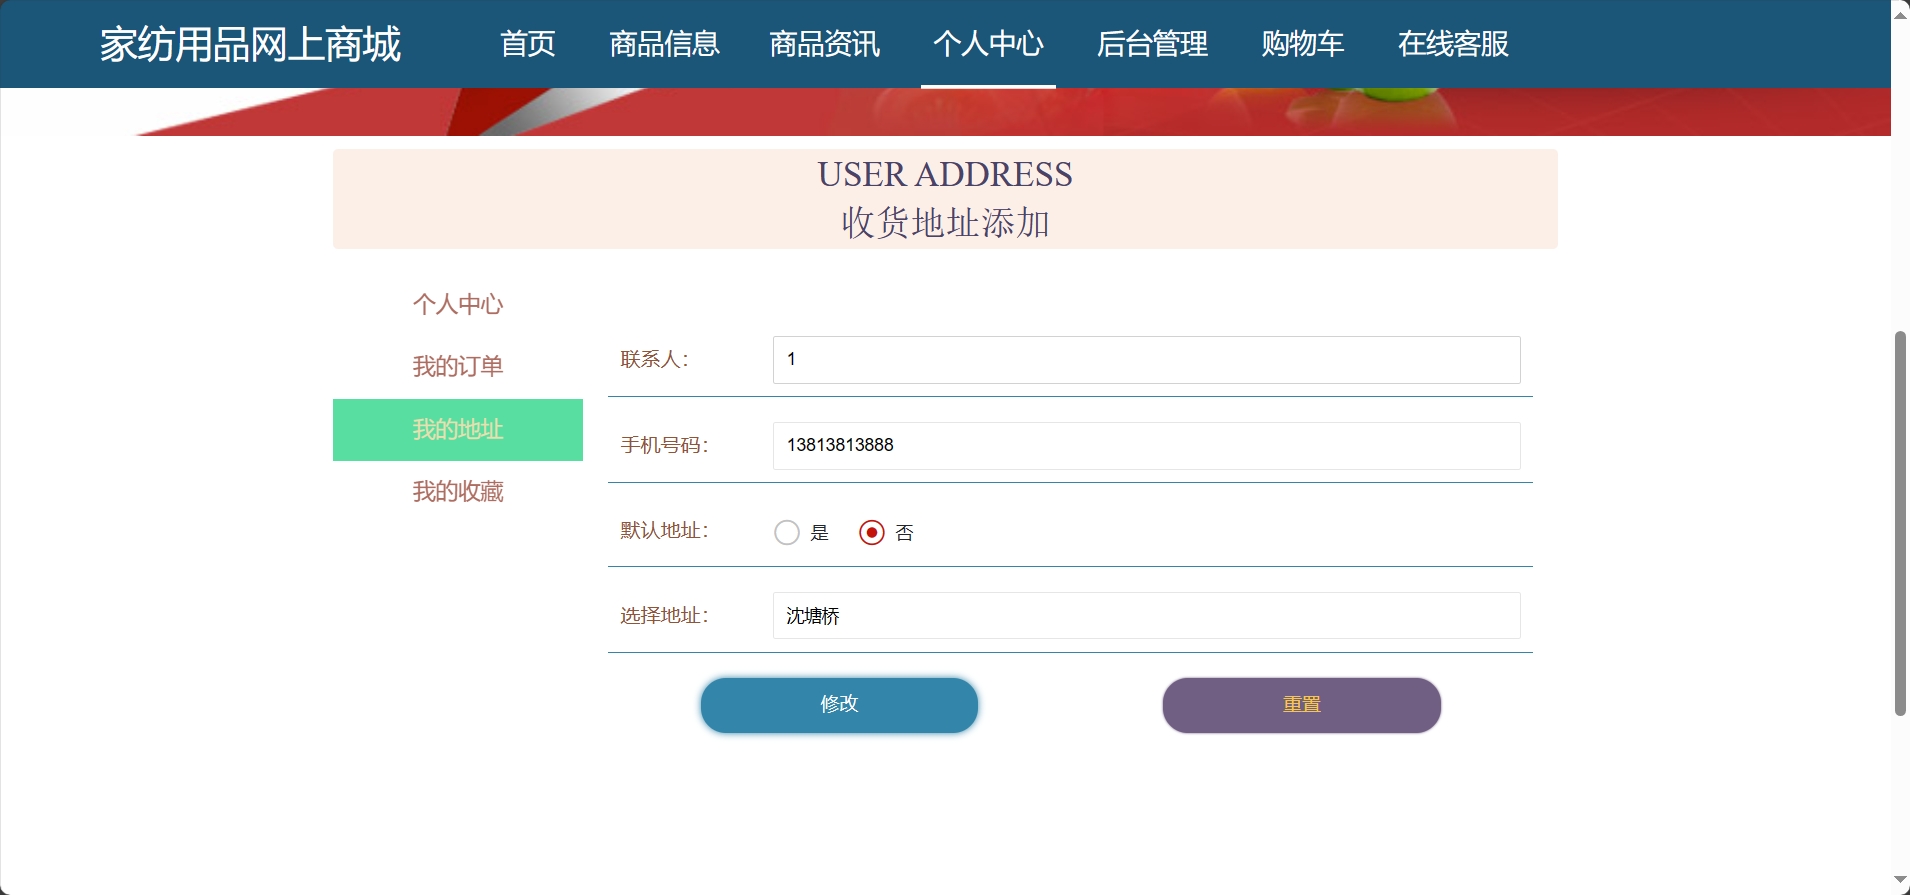 家纺用品网上商城 首页 商品信息 商品资讯 个人中心 后台管理 购物车 在线客服
USER ADDRESS
收货地址添加
个人中心
我的订单
我的地址
我的收藏
联系人： 1
手机号码： 13813813888
默认地址： 是 否
选择地址： 沈塘桥
修改 重置